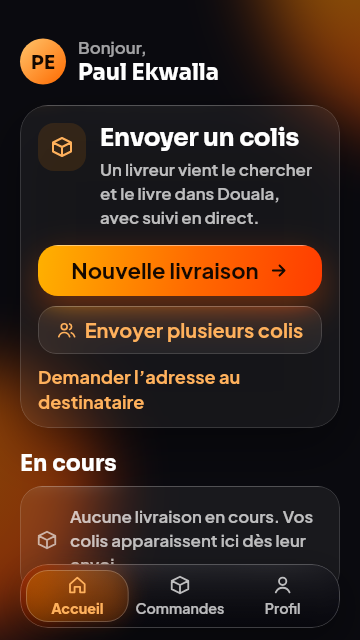 PE
Bonjour,
Paul Ekwalla
Envoyer un colis
Un livreur vient le chercher
et le livre dans Douala,
avec suivi en direct.
Nouvelle livraison →
Envoyer plusieurs colis
Demander l’adresse au
destinataire
En cours
Aucune livraison en cours. Vos
colis apparaissent ici dès leur
Accueil
Commandes
Profil